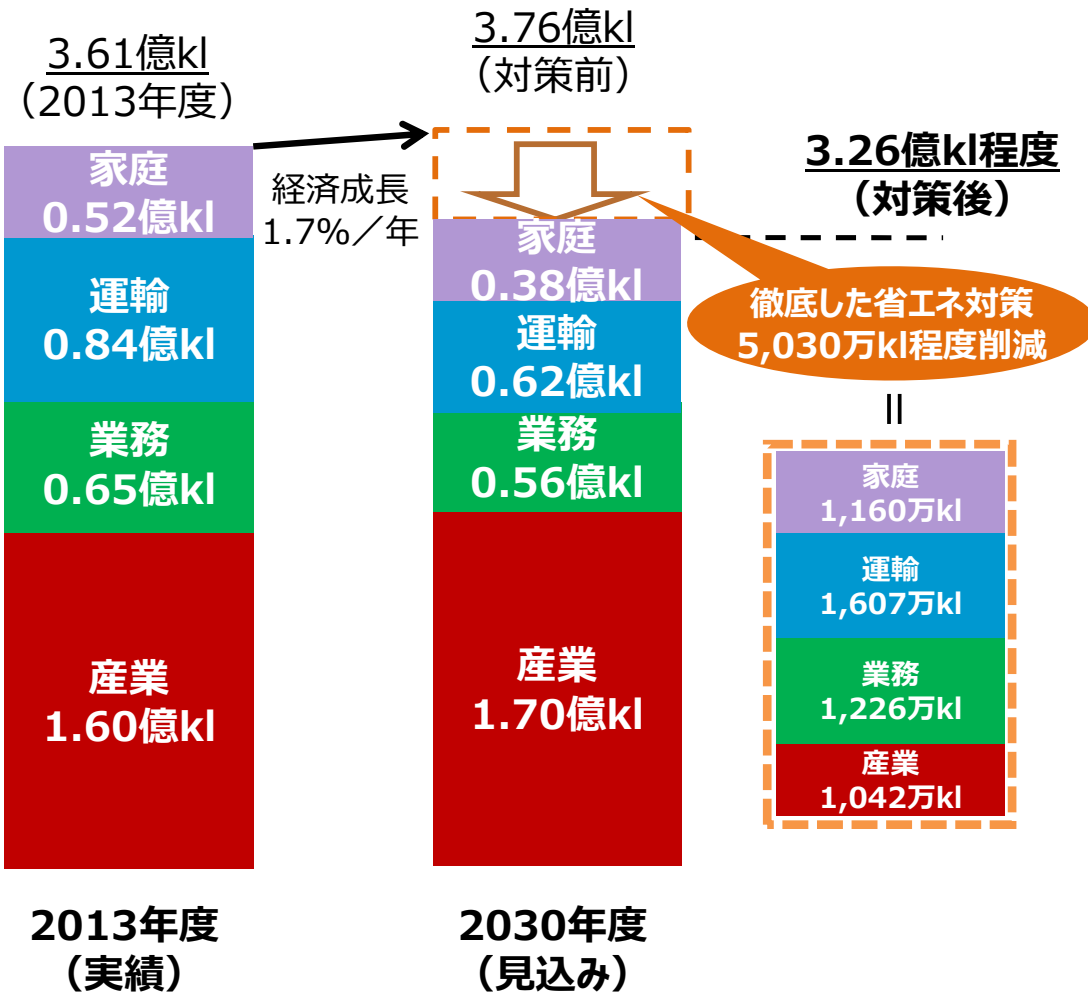 3.61億kl
（2013年度）
家庭
0.52億kl
運輸
0.84億kl
業務
0.65億kl
産業
1.60億kl
2013年度
（実績）
経済成長
1.7%／年
3.76億kl
（対策前）
家庭
0.38億kl
運輸
0.62億kl
業務
0.56億kl
産業
1.70億kl
2030年度
（見込み）
3.26億kl程度
（対策後）
徹底した省エネ対策
5,030万kl程度削減
＝
家庭
1,160万kl
運輸
1,607万kl
業務
1,226万kl
産業
1,042万kl